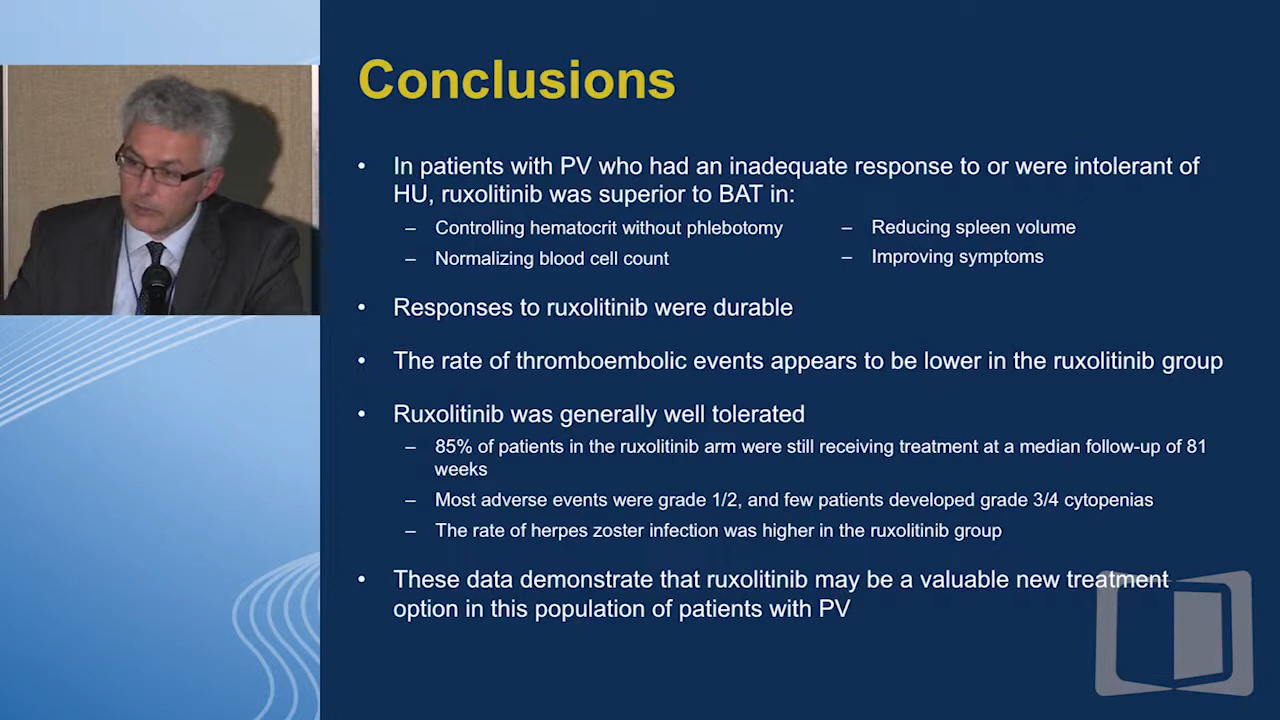 Conclusions
• In patients with PV who had an inadequate response to or were intolerant of
HU, ruxolitinib was superior to BAT in:
– Controlling hematocrit without phlebotomy
– Normalizing blood cell count
– Reducing spleen volume
– Improving symptoms
• Responses to ruxolitinib were durable
• The rate of thromboembolic events appears to be lower in the ruxolitinib group
• Ruxolitinib was generally well tolerated
– 85% of patients in the ruxolitinib arm were still receiving treatment at a median follow-up of 81
weeks
– Most adverse events were grade 1/2, and few patients developed grade 3/4 cytopenias
– The rate of herpes zoster infection was higher in the ruxolitinib group
• These data demonstrate that ruxolitinib may be a valuable new treatment
option in this population of patients with PV